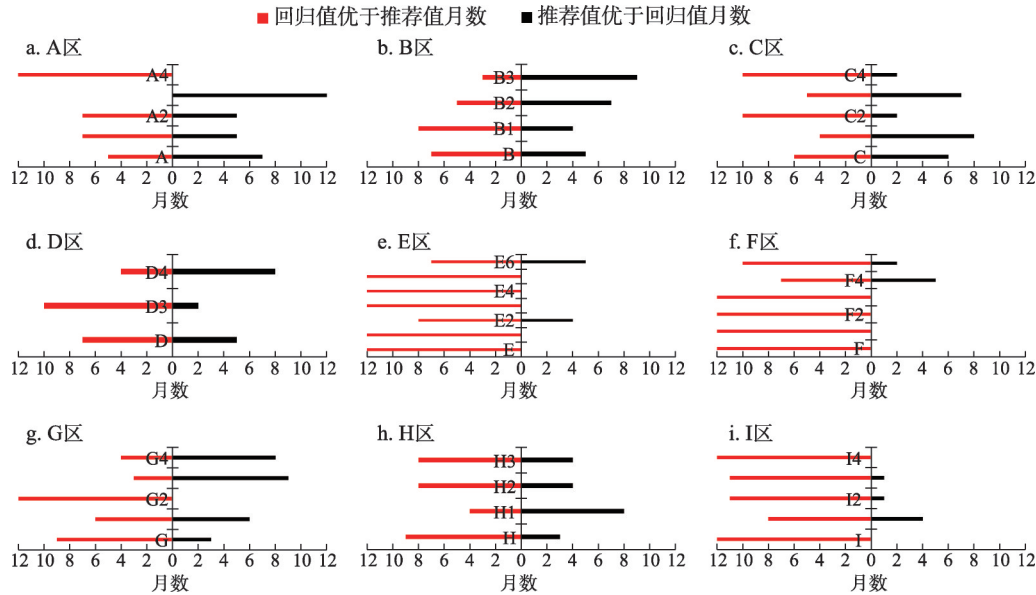 回归值优于推荐值月数 推荐值优于回归值月数
a. A区 b. B区 c. C区
A4
A2
A
B3
B2
B1
B
C4
C2
C
12 10 8 6 4 2 0 2 4 6 8 10 12
12 10 8 6 4 2 0 2 4 6 8 10 12
12 10 8 6 4 2 0 2 4 6 8 10 12
月数 月数 月数
d. D区 e. E区 f. F区
D4
D3
D
E6
E4
E2
E
F4
F2
F
12 10 8 6 4 2 0 2 4 6 8 10 12
12 10 8 6 4 2 0 2 4 6 8 10 12
12 10 8 6 4 2 0 2 4 6 8 10 12
月数 月数 月数
g. G区 h. H区 i. I区
G4
G2
G
H3
H2
H1
H
I4
I2
I
12 10 8 6 4 2 0 2 4 6 8 10 12
12 10 8 6 4 2 0 2 4 6 8 10 12
12 10 8 6 4 2 0 2 4 6 8 10 12
月数 月数 月数